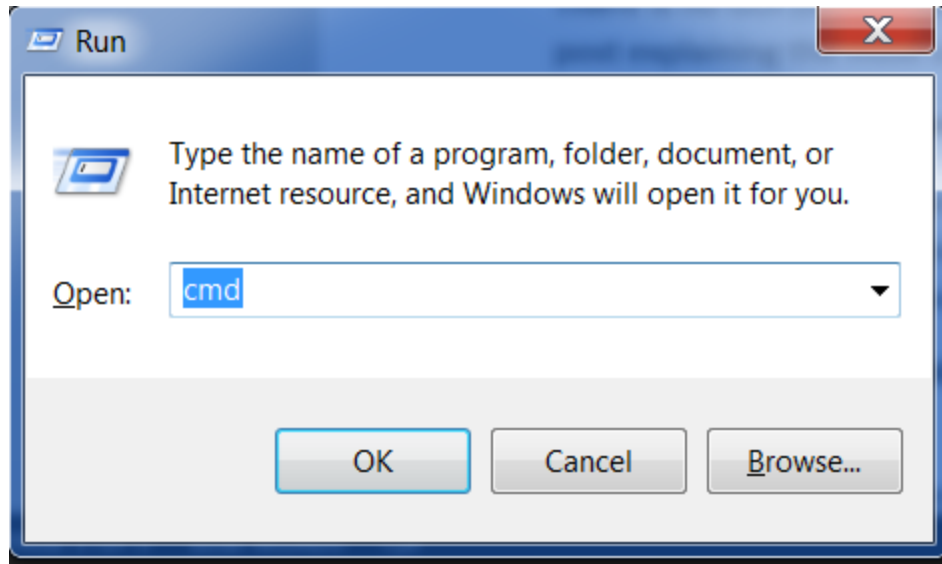 Run
Type the name of a program, folder, document, or
Internet resource, and Windows will open it for you.
Open: cmd
OK Cancel Browse...